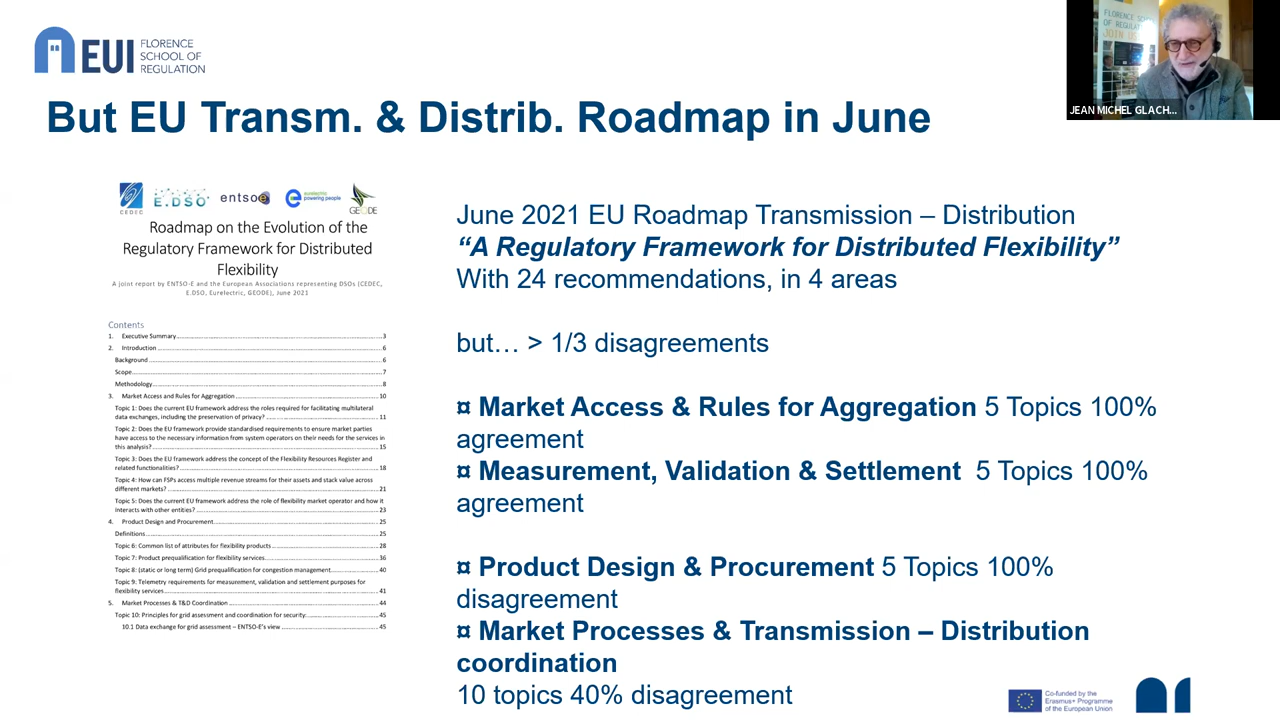 EUI
FLORENCE
SCHOOL OF
REGULATION
FLORENCE SCH
OF REGULA
JOIN US
JEAN MICHEL GLACH...
But EU Transm. & Distrib. Roadmap in June
CEDEC
E.DSO
entsoe
eurelectric
powering people
GEODE
Roadmap on the Evolution of the
Regulatory Framework for Distributed
Flexibility
A joint report by ENTSO-E and the European Associations representing DSOs (CEDEC,
E.DSO, Eurelectric, GEODE), June 2021
Contents
1. Executive Summary 3
2. Introduction 6
Background 6
Scope 7
Methodology 8
3. Market Access and Rules for Aggregation 10
Topic 1: Does the current EU framework address the roles required for facilitating multilateral
data exchanges, including the preservation of privacy? 11
Topic 2: Does the EU framework provide standardised requirements to ensure market parties
have access to the necessary information from system operators on their needs for the services in
this analysis? 15
Topic 3: Does the EU framework address the concept of the Flexibility Resources Register and
related functionalities? 18
Topic 4: How can FSPs access multiple revenue streams for their assets and stack value across
different markets? 21
Topic 5: Does the current EU framework address the role of flexibility market operator and how it
interacts with other entities? 23
4. Product Design and Procurement 25
Definitions 25
Topic 6: Common list of attributes for flexibility products 28
Topic 7: Product prequalification for flexibility services 36
Topic 8: (static or long term) Grid prequalification for congestion management 40
Topic 9: Telemetry requirements for measurement, validation and settlement purposes for
flexibility services 41
5. Market Processes & T&D Coordination 44
Topic 10: Principles for grid assessment and coordination for security 45
10.1 Data exchange for grid assessment – ENTSO-E's view 45
June 2021 EU Roadmap Transmission – Distribution
“A Regulatory Framework for Distributed Flexibility”
With 24 recommendations, in 4 areas
but… > 1/3 disagreements
¤ Market Access & Rules for Aggregation 5 Topics 100%
agreement
¤ Measurement, Validation & Settlement 5 Topics 100%
agreement
¤ Product Design & Procurement 5 Topics 100%
disagreement
¤ Market Processes & Transmission – Distribution
coordination
10 topics 40% disagreement
Co-funded by the
Erasmus+ Programme
of the European Union